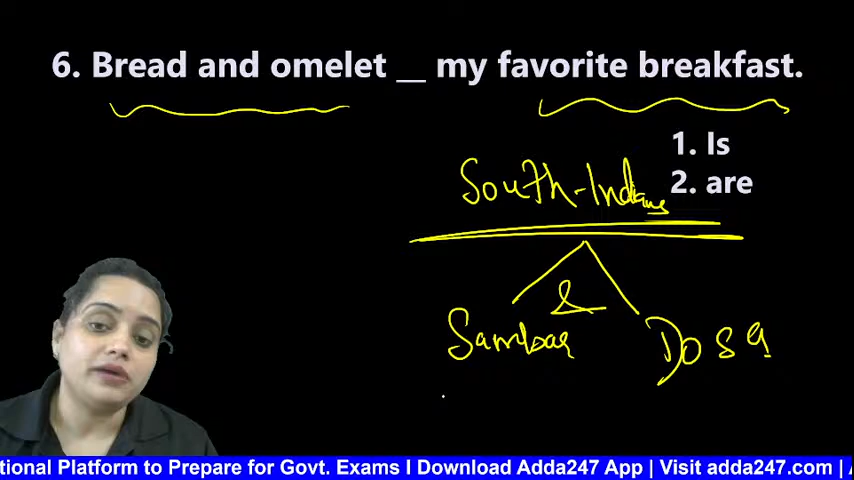 6. Bread and omelet __ my favorite breakfast.
1. Is
2. are
South-Indians
&
Sambar Dosa
tional Platform to Prepare for Govt. Exams I Download Adda247 App | Visit adda247.com | A